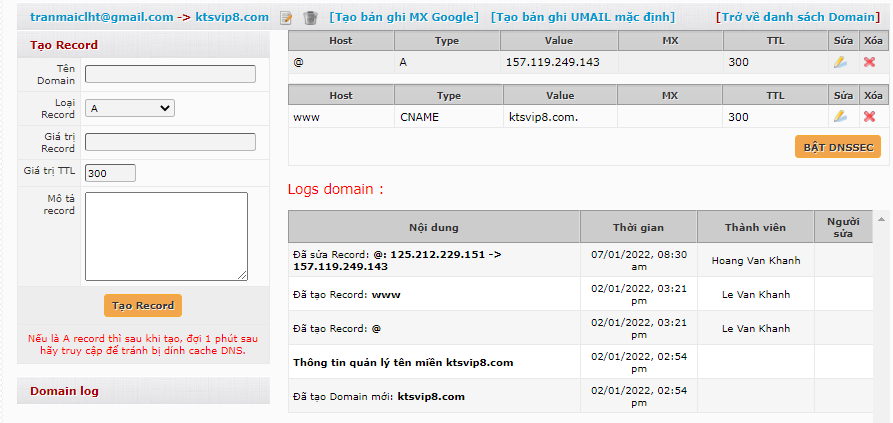 tranmaiclht@gmail.com -> ktsvip8.com [Tạo bản ghi MX Google] [Tạo bản ghi UMAIL mặc định] [Trở về danh sách Domain]
Tạo Record
Tên
Domain
Loại
Record
A
Giá trị
Record
Giá trị TTL
300
Mô tả
record
Tạo Record
Nếu là A record thì sau khi tạo, đợi 1 phút sau
hãy truy cập để tránh bị dính cache DNS.
Domain log
Host Type Value MX TTL Sửa Xóa
@ A 157.119.249.143 300
Host Type Value MX TTL Sửa Xóa
www CNAME ktsvip8.com. 300
BẬT DNSSEC
Logs domain :
Nội dung Thời gian Thành viên Người
sửa
Đã sửa Record: @: 125.212.229.151 -> 07/01/2022, 08:30 Hoang Van Khanh
157.119.249.143 am
Đã tạo Record: www 02/01/2022, 03:21 Le Van Khanh
pm
Đã tạo Record: @ 02/01/2022, 03:21 Le Van Khanh
pm
Thông tin quản lý tên miền ktsvip8.com 02/01/2022, 02:54
pm
Đã tạo Domain mới: ktsvip8.com 02/01/2022, 02:54
pm